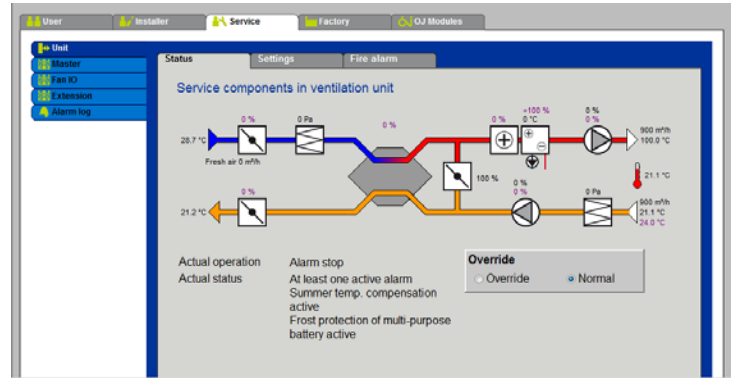 User
Installer
Service
Factory
OJ Modules
Unit
Master
Fan IO
Extension
Alarm log
Status
Settings
Fire alarm
Service components in ventilation unit
0 %
0 Pa
0 %
0 %
+100 %
0 °C
0 %
0 %
28.7 °C
900 m³/h
100.0 °C
Fresh air 0 m³/h
100 %
21.1 °C
0 %
0 %
0 %
0 Pa
21.2 °C
900 m³/h
21.1 °C
24.0 °C
Actual operation Alarm stop
Actual status At least one active alarm
Summer temp. compensation
active
Frost protection of multi-purpose
battery active
Override
Override Normal